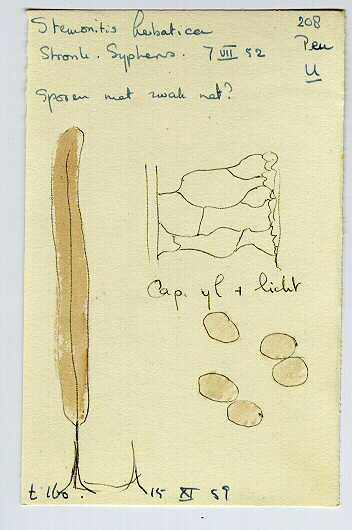 Stemonitis herbatica
208
Stronk. Syphens. 7 VII 52
Pen
U
Sporen met zwak net?
Cap. yl + licht
t 160. 15 XI 59